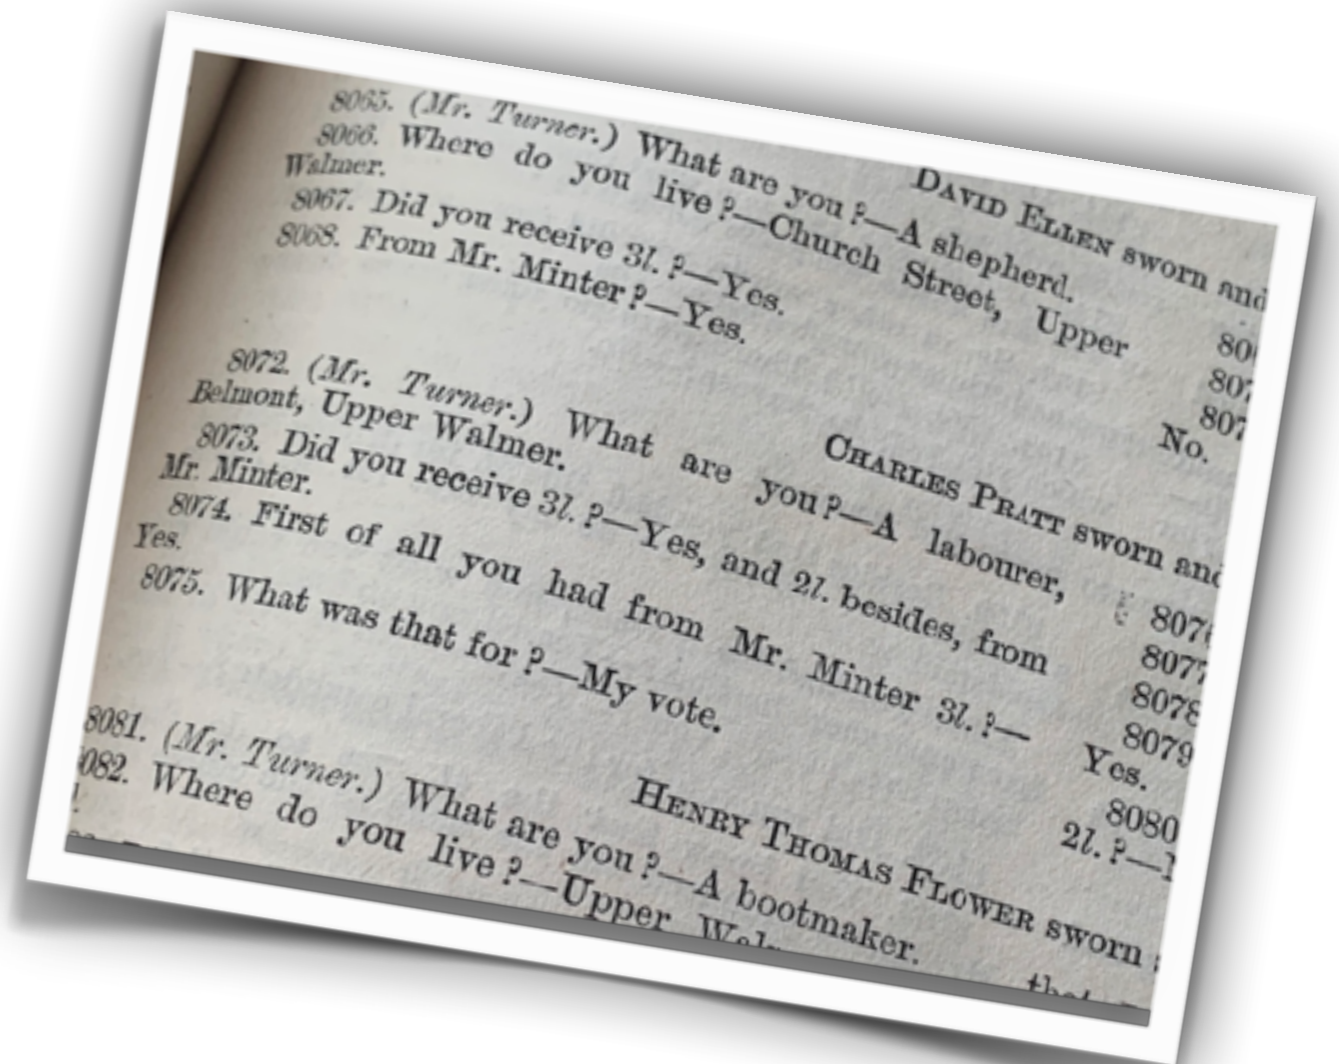 DAVID ELLEN sworn and
8065. (Mr. Turner.) What are you?—A shepherd.
8066. Where do you live?—Church Street, Upper
Walmer.
8067. Did you receive 3l.?—Yes.
8068. From Mr. Minter?—Yes.
No.
CHARLES PRATT sworn and
8072. (Mr. Turner.) What are you?—A labourer,
Belmont, Upper Walmer.
8073. Did you receive 3l.?—Yes, and 2l. besides, from
Mr. Minter.
8074. First of all you had from Mr. Minter 3l.?—
Yes.
8075. What was that for?—My vote.
8077
8078
8079
Yes.
8080
2l.?—
HENRY THOMAS FLOWER sworn
8081. (Mr. Turner.) What are you?—A bootmaker.
082. Where do you live?—Upper